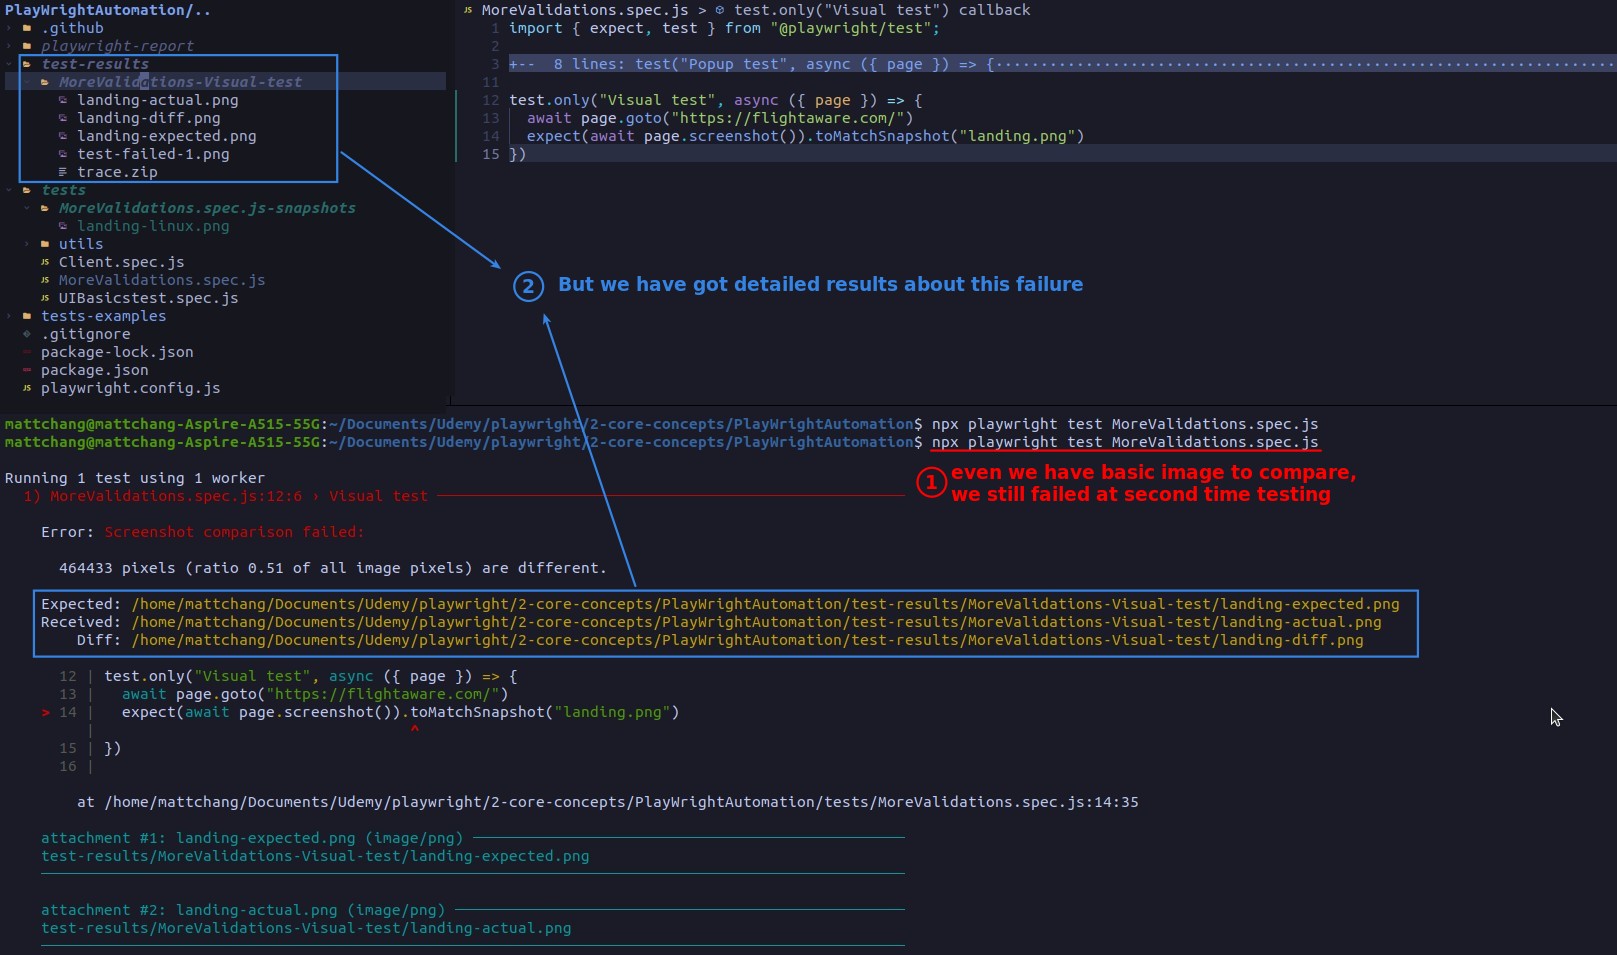 PlayWrightAutomation/..
.github
playwright-report
test-results
MoreValidations-Visual-test
landing-actual.png
landing-diff.png
landing-expected.png
test-failed-1.png
trace.zip
tests
MoreValidations.spec.js-snapshots
landing-linux.png
utils
JS Client.spec.js
JS MoreValidations.spec.js
JS UIBasicstest.spec.js
tests-examples
.gitignore
package-lock.json
package.json
JS playwright.config.js
JS MoreValidations.spec.js > test.only("Visual test") callback
1 import { expect, test } from "@playwright/test";
2
3 +-- 8 lines: test("Popup test", async ({ page }) => {·····································································
11
12 test.only("Visual test", async ({ page }) => {
13 await page.goto("https://flightaware.com/")
14 expect(await page.screenshot()).toMatchSnapshot("landing.png")
15 })
2 But we have got detailed results about this failure
mattchang@mattchang-Aspire-A515-55G:~/Documents/Udemy/playwright/2-core-concepts/PlayWrightAutomation$ npx playwright test MoreValidations.spec.js
mattchang@mattchang-Aspire-A515-55G:~/Documents/Udemy/playwright/2-core-concepts/PlayWrightAutomation$ npx playwright test MoreValidations.spec.js
1 even we have basic image to compare,
we still failed at second time testing
Running 1 test using 1 worker
1) MoreValidations.spec.js:12:6 › Visual test
Error: Screenshot comparison failed:
464433 pixels (ratio 0.51 of all image pixels) are different.
Expected: /home/mattchang/Documents/Udemy/playwright/2-core-concepts/PlayWrightAutomation/test-results/MoreValidations-Visual-test/landing-expected.png
Received: /home/mattchang/Documents/Udemy/playwright/2-core-concepts/PlayWrightAutomation/test-results/MoreValidations-Visual-test/landing-actual.png
Diff: /home/mattchang/Documents/Udemy/playwright/2-core-concepts/PlayWrightAutomation/test-results/MoreValidations-Visual-test/landing-diff.png
12 | test.only("Visual test", async ({ page }) => {
13 | await page.goto("https://flightaware.com/")
> 14 | expect(await page.screenshot()).toMatchSnapshot("landing.png")
| ^
15 | })
16 |
at /home/mattchang/Documents/Udemy/playwright/2-core-concepts/PlayWrightAutomation/tests/MoreValidations.spec.js:14:35
attachment #1: landing-expected.png (image/png)
test-results/MoreValidations-Visual-test/landing-expected.png
attachment #2: landing-actual.png (image/png)
test-results/MoreValidations-Visual-test/landing-actual.png